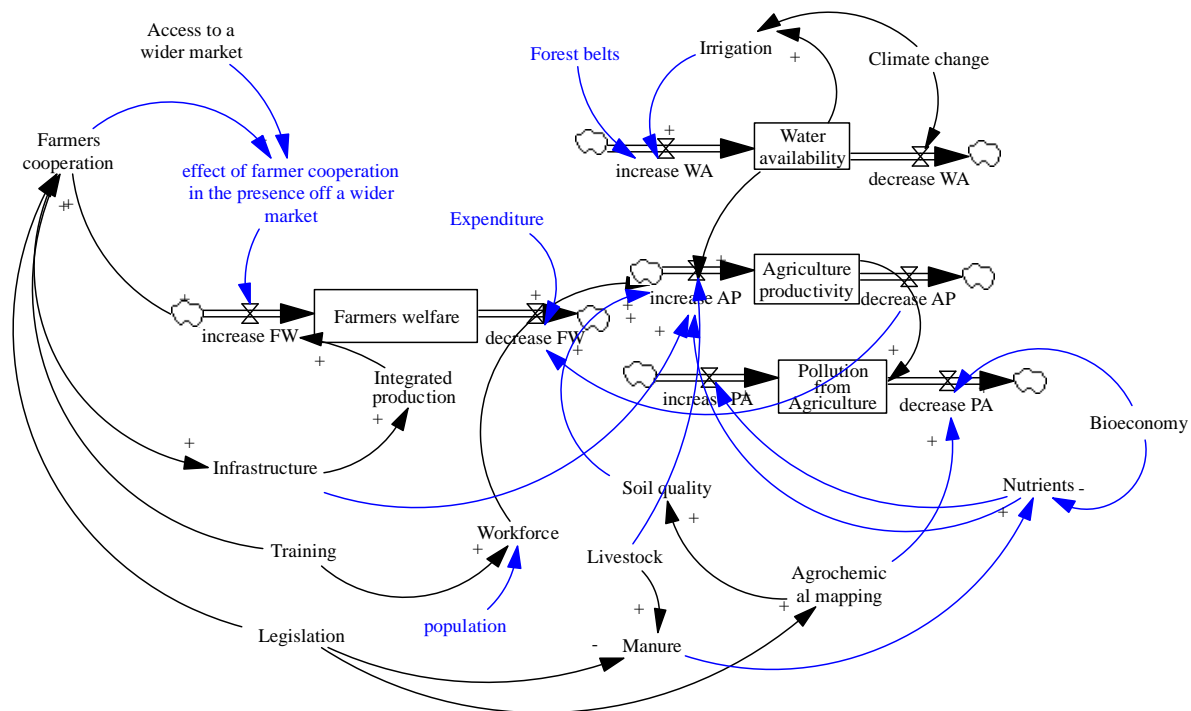 Access to a
wider market
Forest belts
Irrigation
+
Climate change
Farmers
cooperation
+
Water
availability
increase WA
decrease WA
effect of farmer cooperation
in the presence off a wider
market
++
Expenditure
Agriculture
productivity
+
increase AP
decrease AP
+
+
Farmers welfare
increase FW
decrease FW
+
+
+
+
+
+
Pollution
from
Agriculture
increase PA
decrease PA
+
+
Integrated
production
+
Bioeconomy
+
+
Infrastructure
Soil quality
Nutrients
-
+
+
Workforce
+
Training
Livestock
Agrochemic
al mapping
+
+
population
Legislation
-
Manure